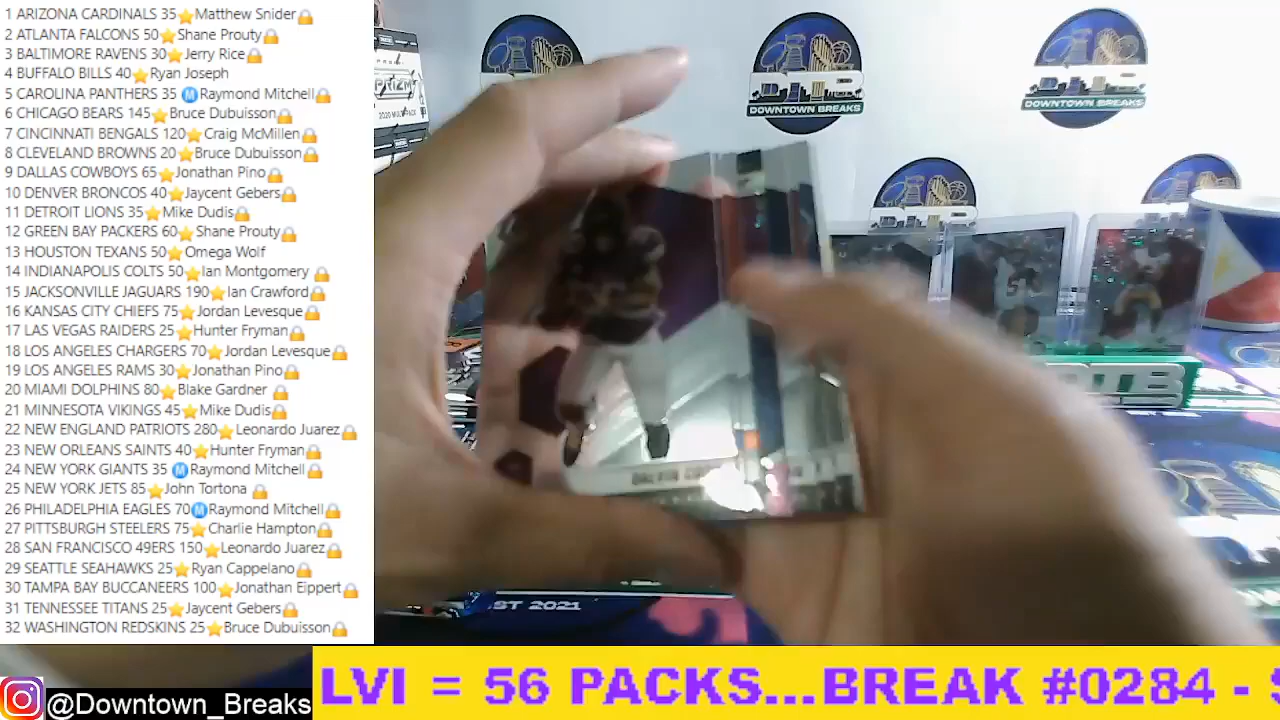 1 ARIZONA CARDINALS 35⭐Matthew Snider🔒
2 ATLANTA FALCONS 50⭐Shane Prouty🔒
3 BALTIMORE RAVENS 30⭐Jerry Rice🔒
4 BUFFALO BILLS 40⭐Ryan Joseph
5 CAROLINA PANTHERS 35 Ⓜ️Raymond Mitchell🔒
6 CHICAGO BEARS 145⭐Bruce Dubuisson🔒
7 CINCINNATI BENGALS 120⭐Craig McMillen🔒
8 CLEVELAND BROWNS 20⭐Bruce Dubuisson🔒
9 DALLAS COWBOYS 65⭐Jonathan Pino🔒
10 DENVER BRONCOS 40⭐Jaycent Gebers🔒
11 DETROIT LIONS 35⭐Mike Dudis🔒
12 GREEN BAY PACKERS 60⭐Shane Prouty🔒
13 HOUSTON TEXANS 50⭐Omega Wolf
14 INDIANAPOLIS COLTS 50⭐Ian Montgomery 🔒
15 JACKSONVILLE JAGUARS 190⭐Ian Crawford🔒
16 KANSAS CITY CHIEFS 75⭐Jordan Levesque🔒
17 LAS VEGAS RAIDERS 25⭐Hunter Fryman🔒
18 LOS ANGELES CHARGERS 70⭐Jordan Levesque🔒
19 LOS ANGELES RAMS 30⭐Jonathan Pino🔒
20 MIAMI DOLPHINS 80⭐Blake Gardner 🔒
21 MINNESOTA VIKINGS 45⭐Mike Dudis🔒
22 NEW ENGLAND PATRIOTS 280⭐Leonardo Juarez🔒
23 NEW ORLEANS SAINTS 40⭐Hunter Fryman🔒
24 NEW YORK GIANTS 35 Ⓜ️Raymond Mitchell🔒
25 NEW YORK JETS 85⭐John Tortona 🔒
26 PHILADELPHIA EAGLES 70Ⓜ️Raymond Mitchell🔒
27 PITTSBURGH STEELERS 75⭐Charlie Hampton🔒
28 SAN FRANCISCO 49ERS 150⭐Leonardo Juarez🔒
29 SEATTLE SEAHAWKS 25⭐Ryan Cappelano🔒
30 TAMPA BAY BUCCANEERS 100⭐Jonathan Eippert🔒
31 TENNESSEE TITANS 25⭐Jaycent Gebers🔒
32 WASHINGTON REDSKINS 25⭐Bruce Dubuisson🔒
PRIZM
DTB
DOWNTOWN BREAKS
DTB
DOWNTOWN BREAKS
DTB
DTB
ST 2021
@Downtown_Breaks
LVI = 56 PACKS...BREAK #0284 -